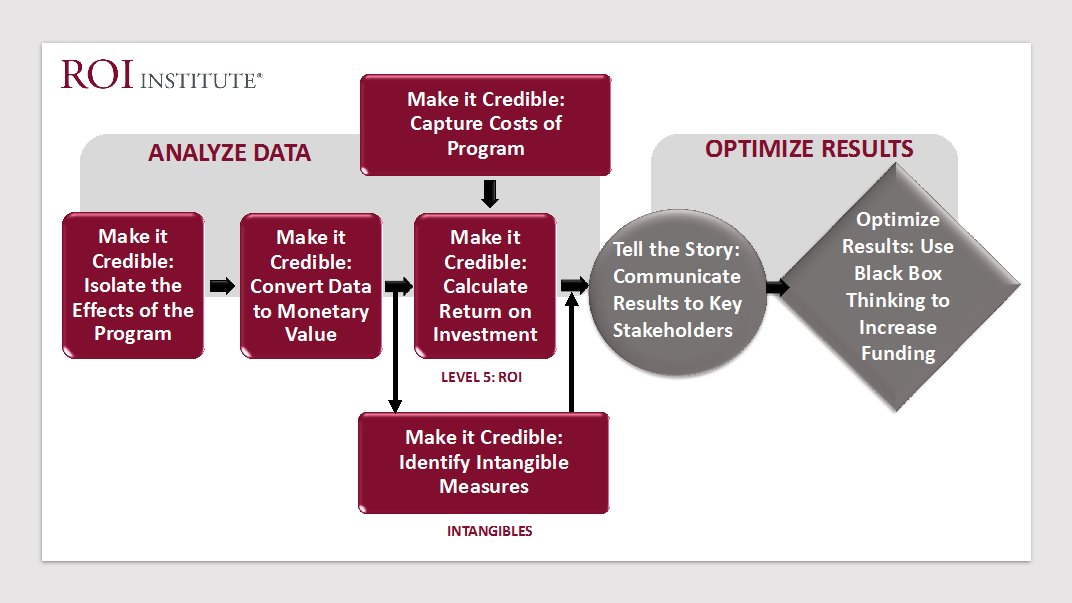 ROI INSTITUTE®
Make it Credible:
Capture Costs of
Program
ANALYZE DATA
OPTIMIZE RESULTS
Make it
Credible:
Isolate the
Effects of the
Program
Make it
Credible:
Convert Data
to Monetary
Value
Make it
Credible:
Calculate
Return on
Investment
LEVEL 5: ROI
Tell the Story:
Communicate
Results to Key
Stakeholders
Optimize
Results: Use
Black Box
Thinking to
Increase
Funding
Make it Credible:
Identify Intangible
Measures
INTANGIBLES